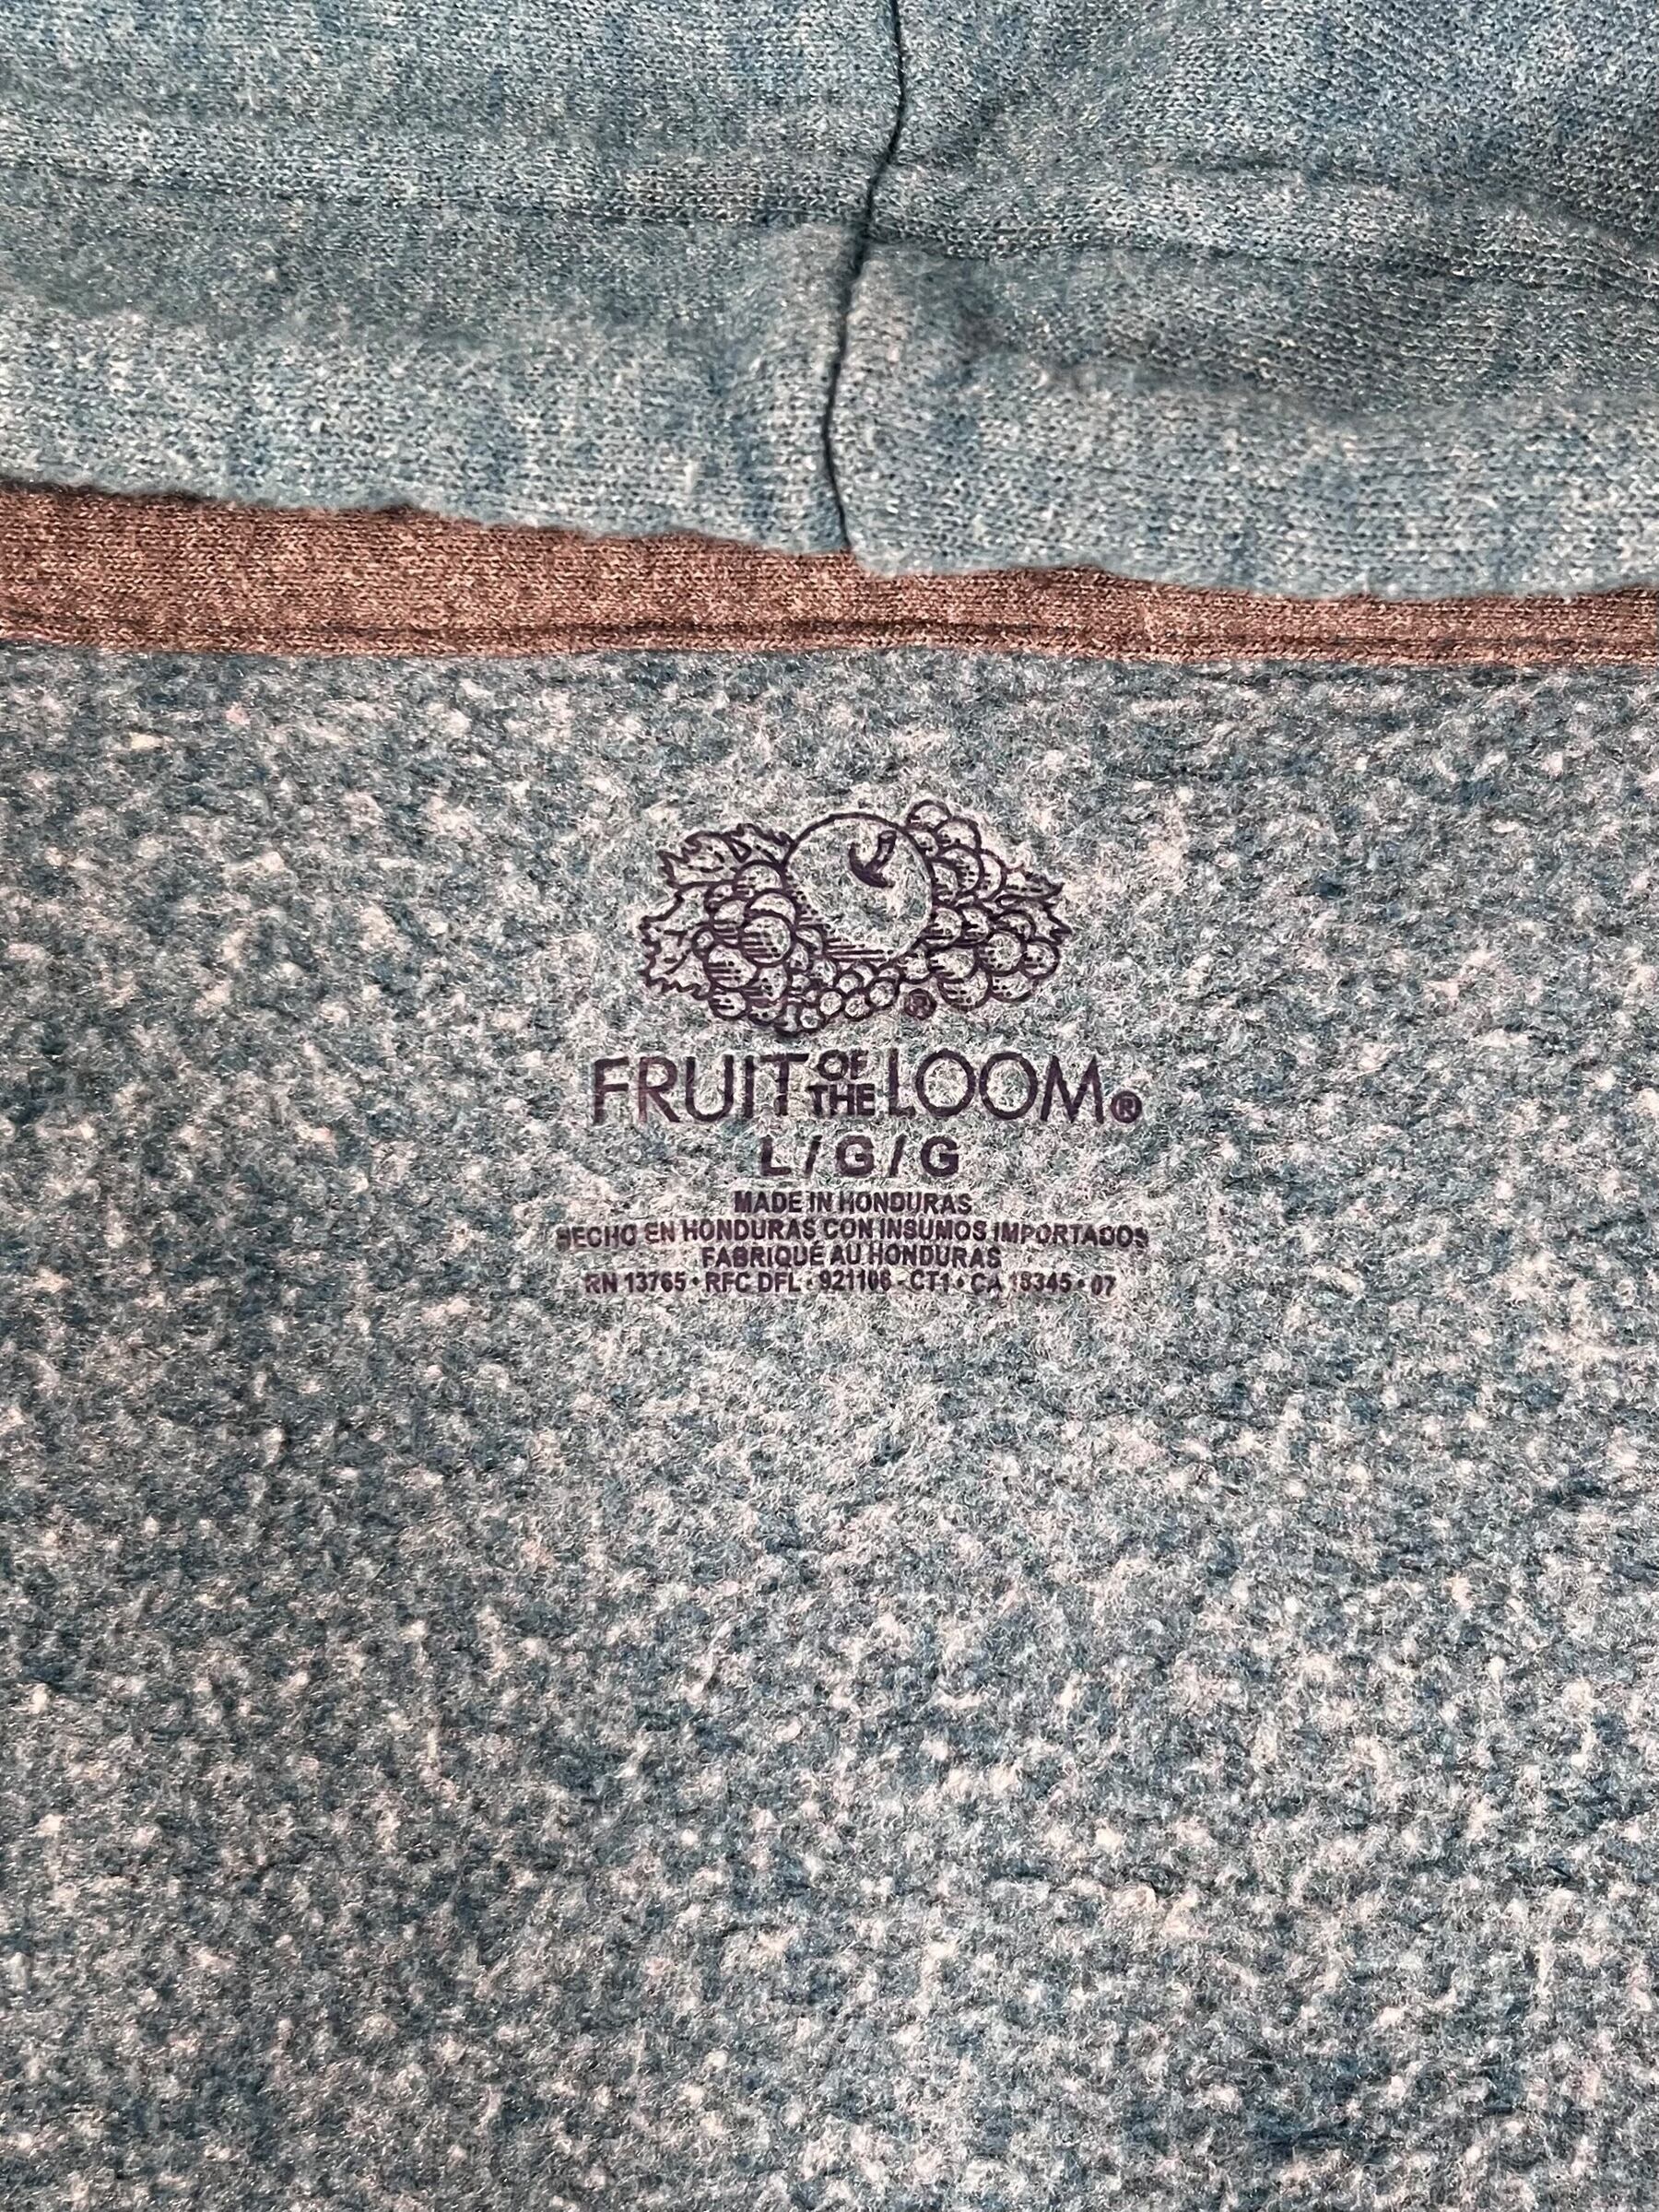 ®
FRUIT OF THE LOOM®
L/G/G
MADE IN HONDURAS
HECHO EN HONDURAS CON INSUMOS IMPORTADOS
FABRIQUÉ AU HONDURAS
RN 13765 • RFC DFL - 921106 - CT1 • CA 15345 • 07